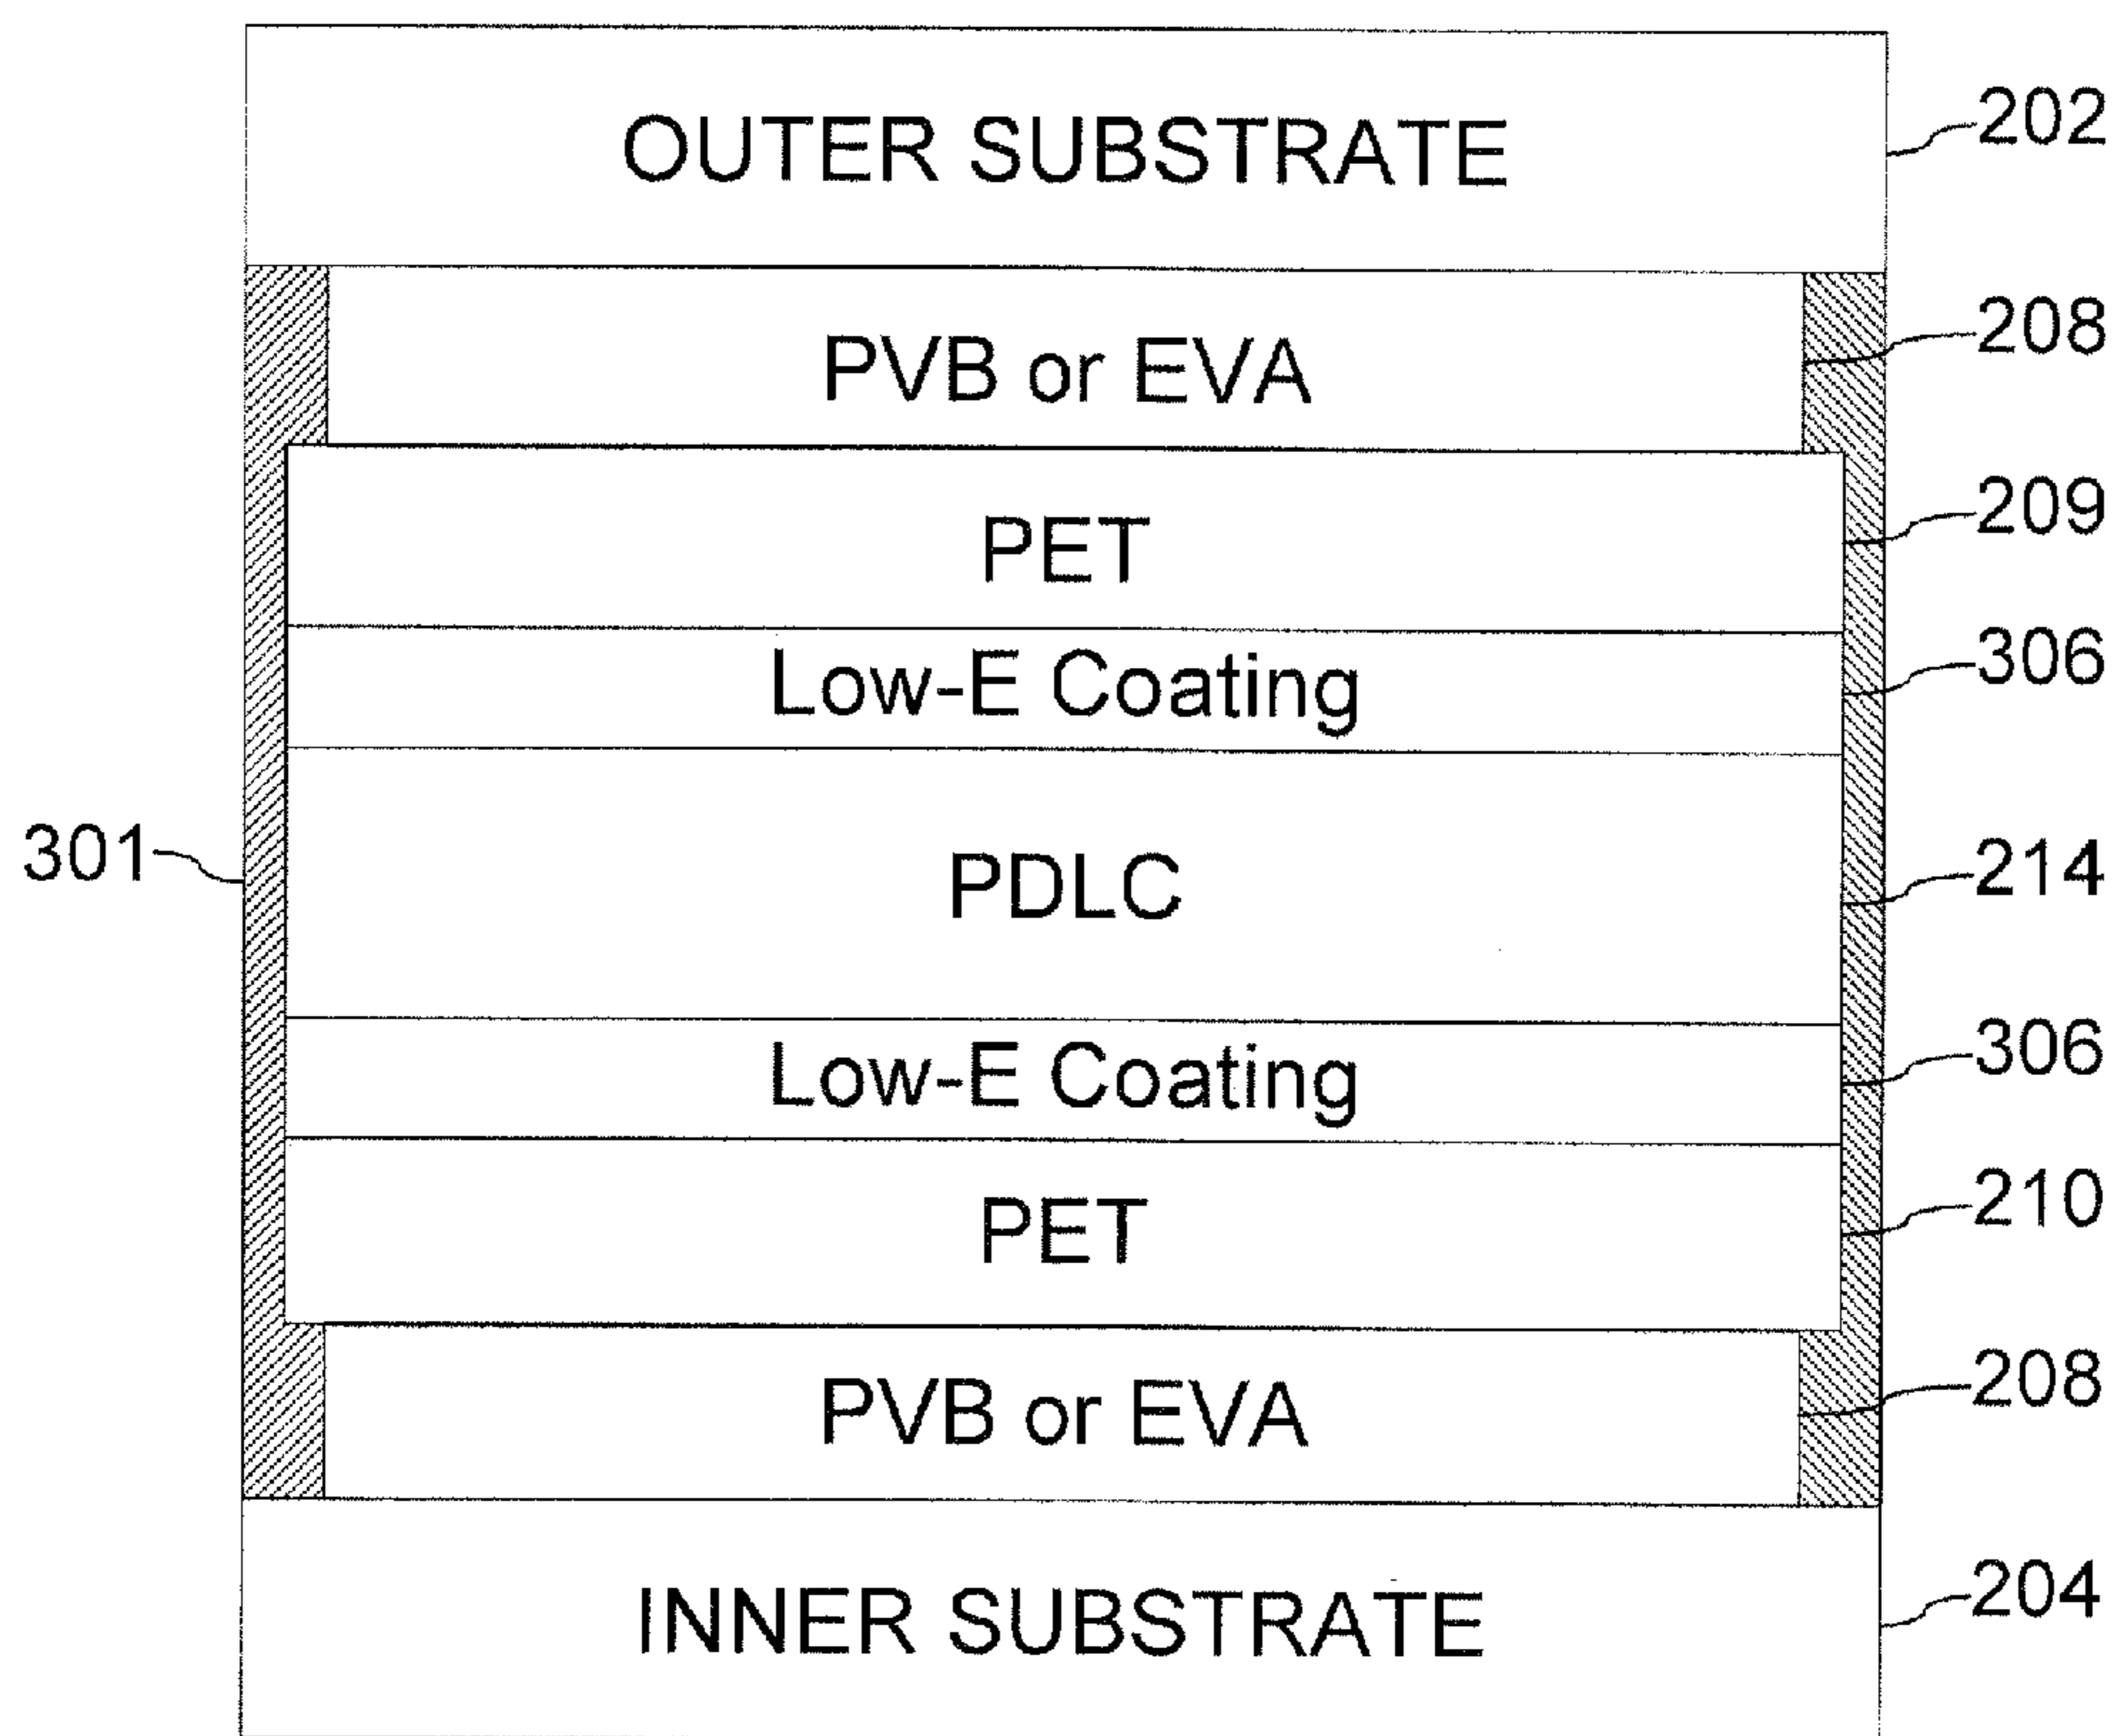 OUTER SUBSTRATE
202
PVB or EVA
208
PET
209
Low-E Coating
306
301
PDLC
214
Low-E Coating
306
PET
210
PVB or EVA
208
INNER SUBSTRATE
204